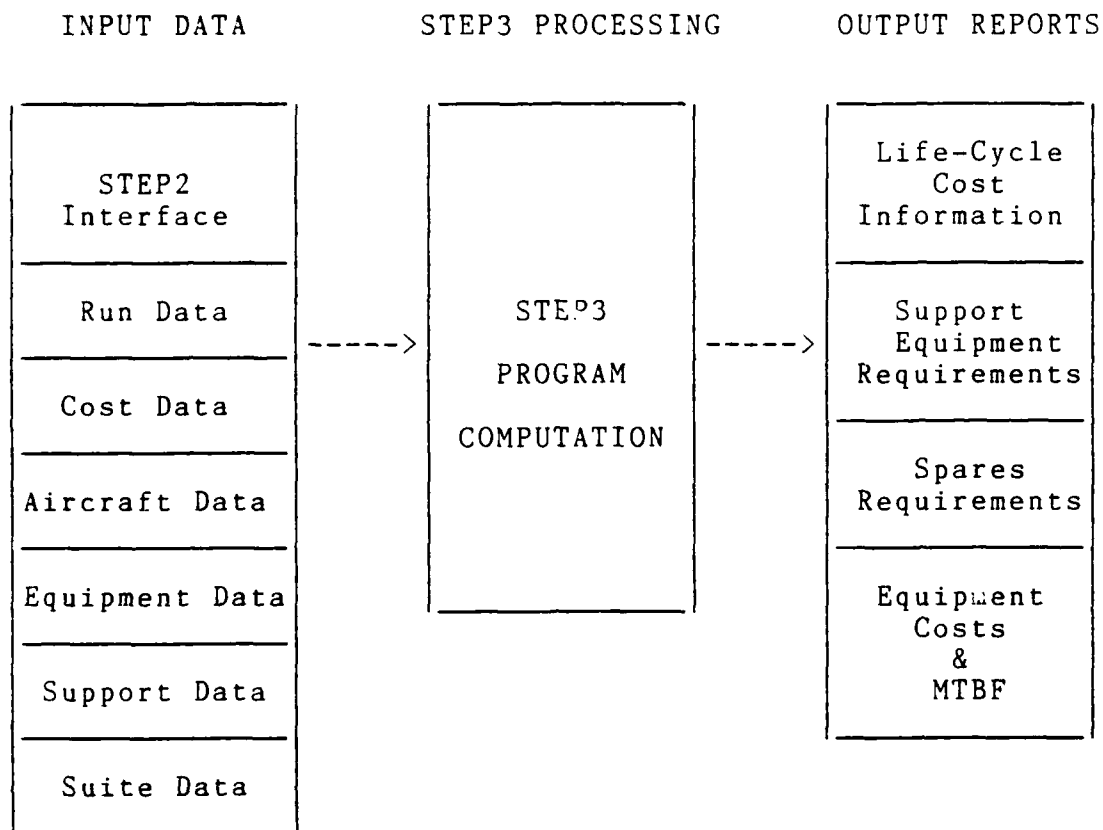 INPUT DATA
STEP3 PROCESSING
OUTPUT REPORTS
STEP2
Interface
Run Data
Cost Data
Aircraft Data
Equipment Data
Support Data
Suite Data
----->
STEP3
PROGRAM
COMPUTATION
----->
Life-Cycle
Cost
Information
Support
Equipment
Requirements
Spares
Requirements
Equipment
Costs
&
MTBF